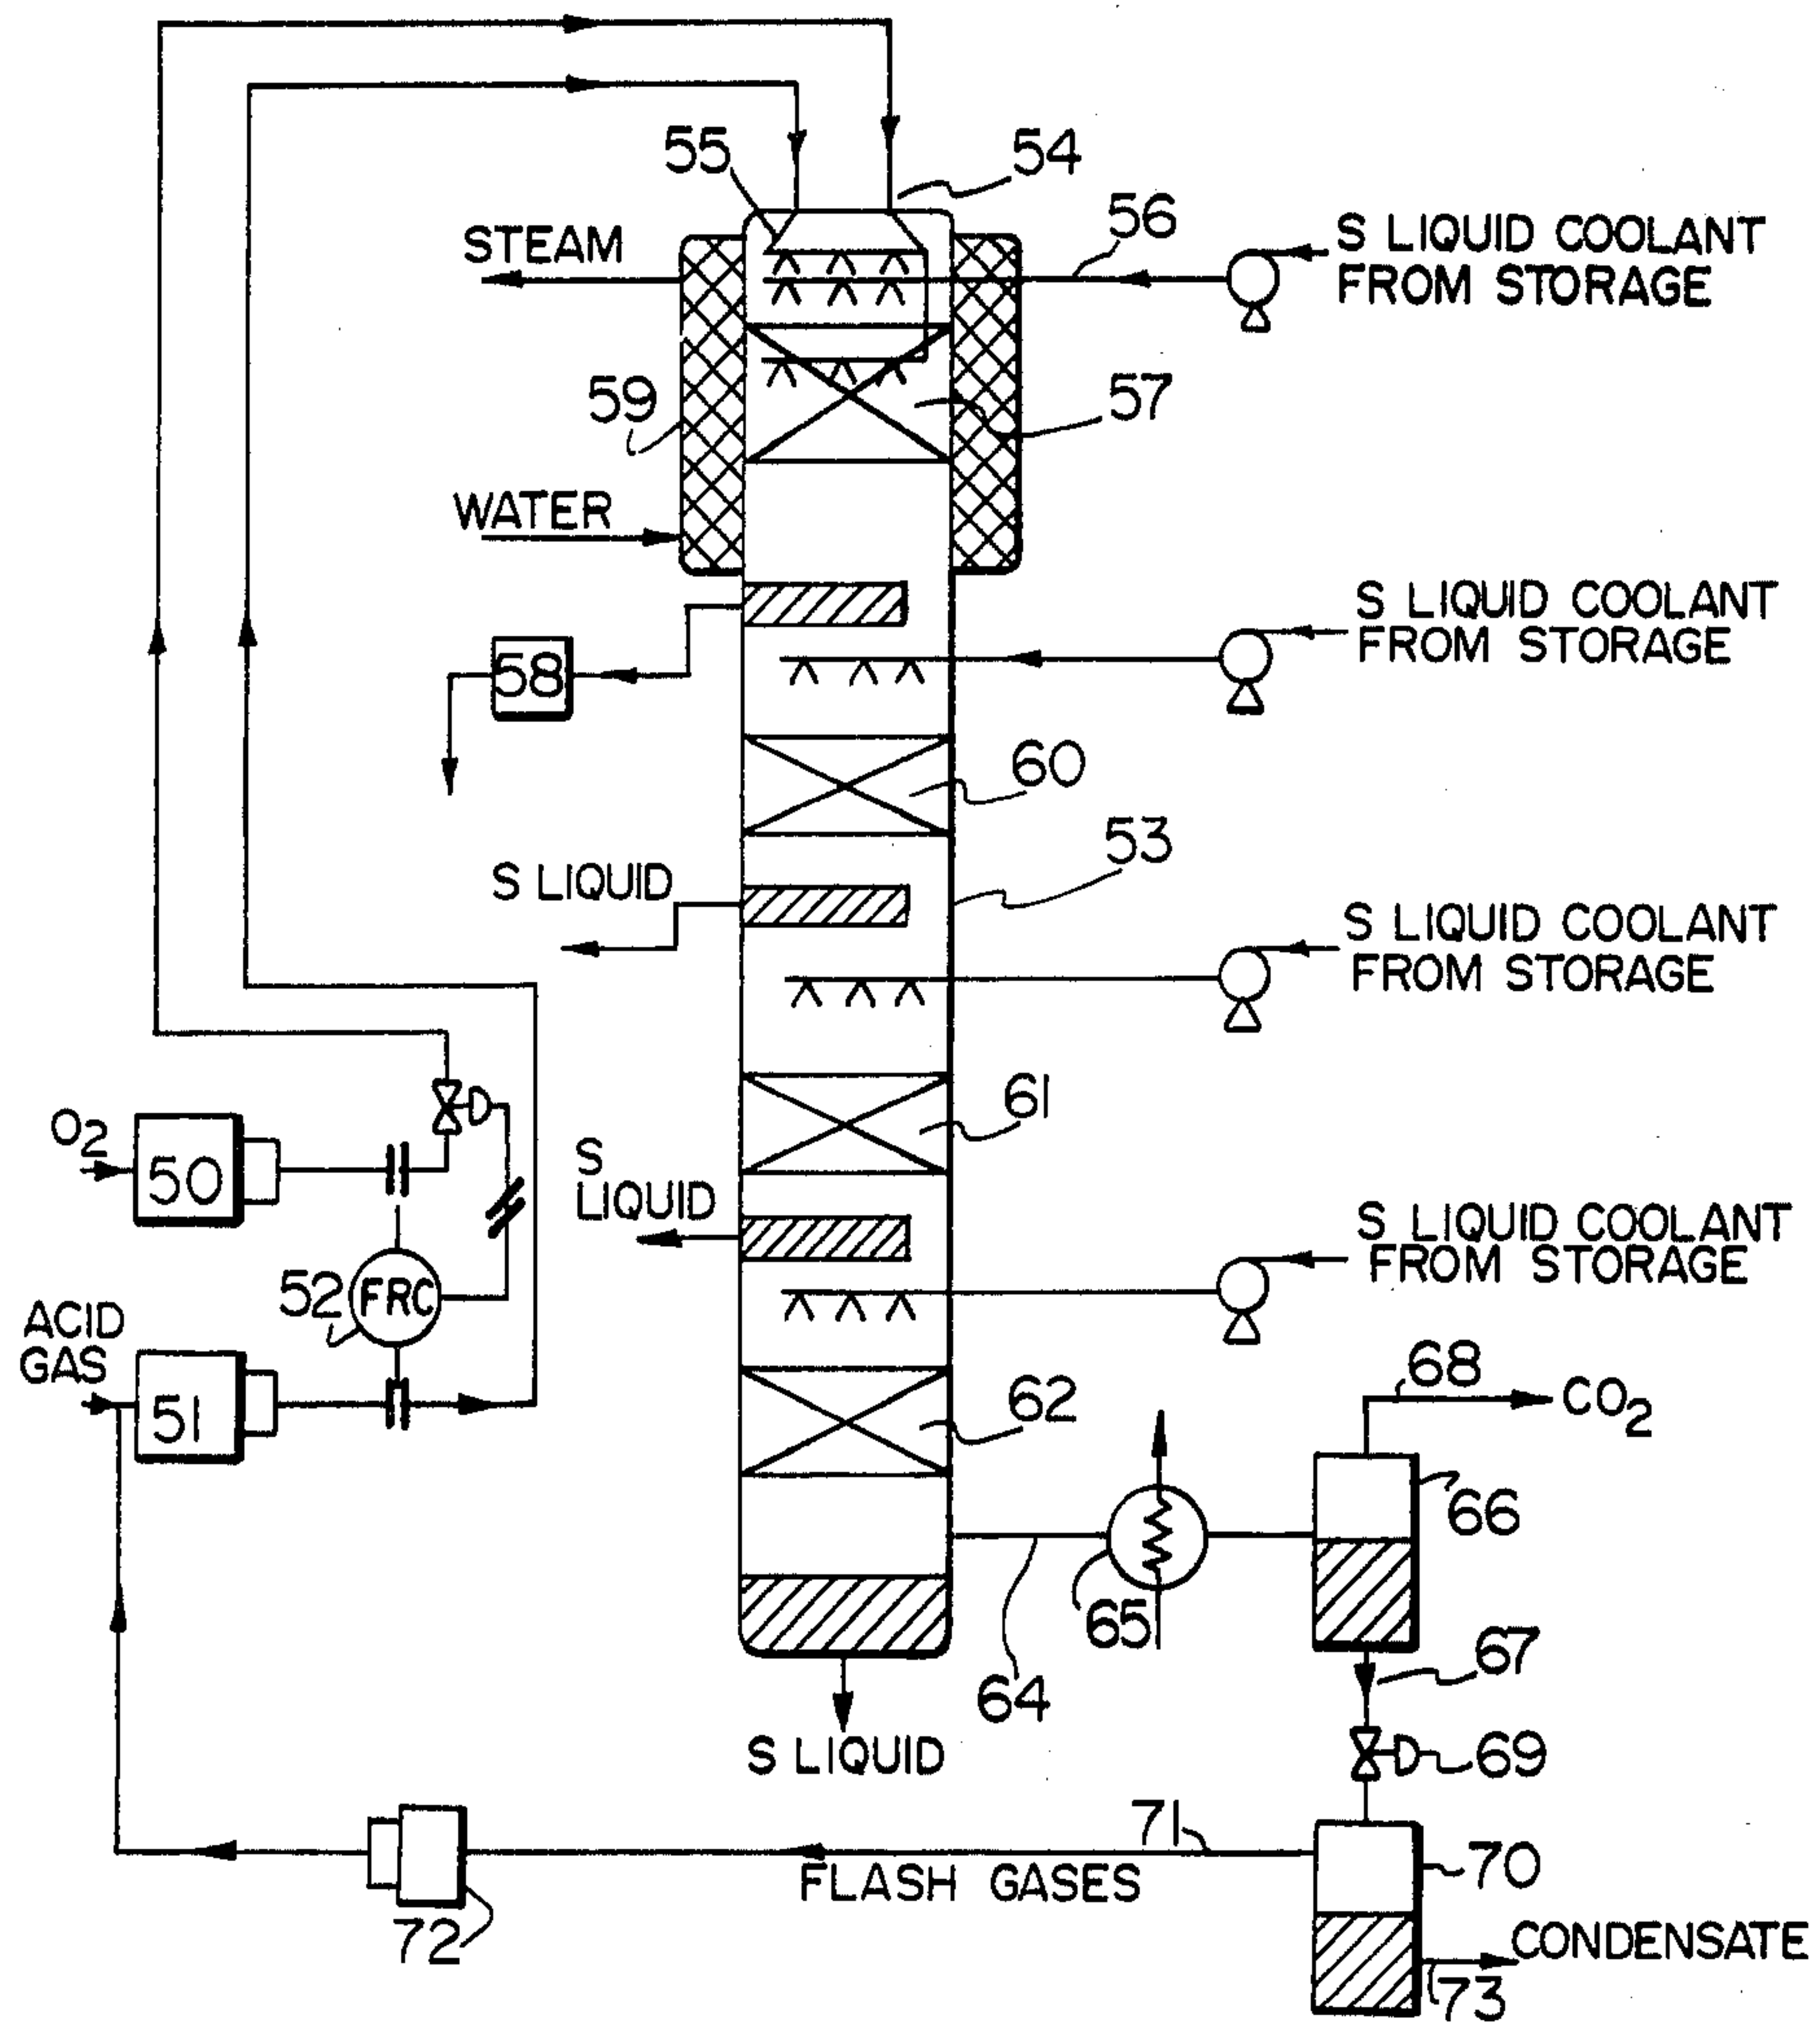 55
54
56
STEAM
S LIQUID COOLANT
FROM STORAGE
59
57
WATER
58
S LIQUID COOLANT
FROM STORAGE
60
53
S LIQUID
S LIQUID COOLANT
FROM STORAGE
61
O2
50
S
LIQUID
S LIQUID COOLANT
FROM STORAGE
52
FRC
ACID
GAS
51
62
68
CO2
66
65
67
64
S LIQUID
69
71
FLASH GASES
70
72
CONDENSATE
73